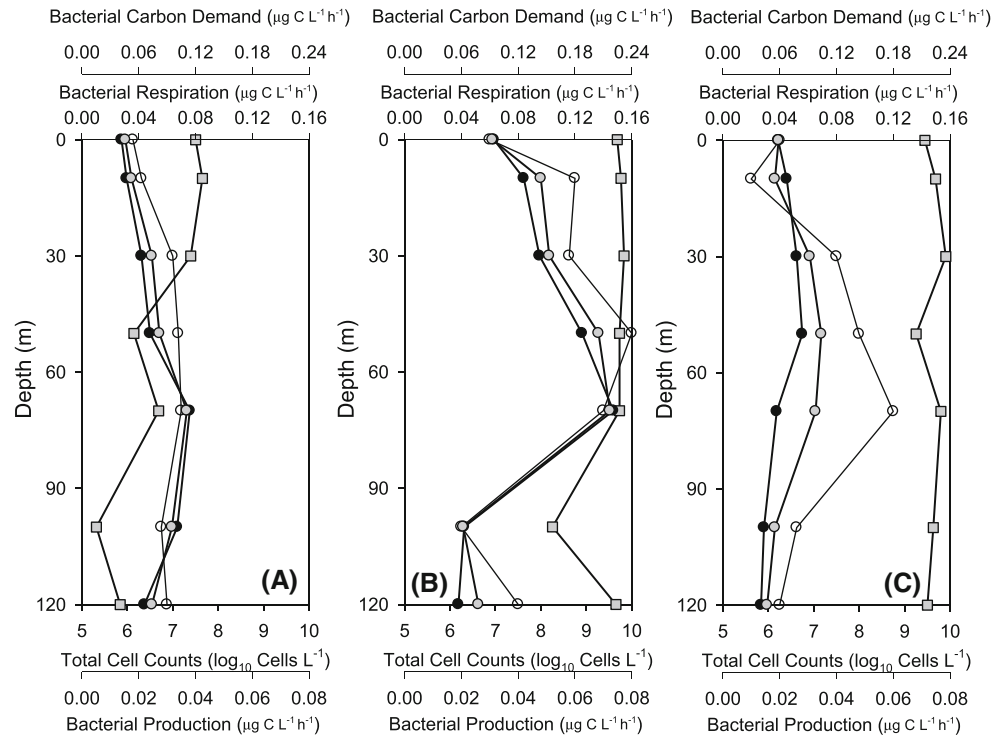 Bacterial Carbon Demand (μg C L⁻¹h⁻¹) Bacterial Carbon Demand (μg C L⁻¹h⁻¹) Bacterial Carbon Demand (μg C L⁻¹h⁻¹)
0.00 0.06 0.12 0.18 0.24 0.00 0.06 0.12 0.18 0.24 0.00 0.06 0.12 0.18 0.24
Bacterial Respiration (μg C L⁻¹h⁻¹) Bacterial Respiration (μg C L⁻¹h⁻¹) Bacterial Respiration (μg C L⁻¹h⁻¹)
0.00 0.04 0.08 0.12 0.16 0.00 0.04 0.08 0.12 0.16 0.00 0.04 0.08 0.12 0.16
0 0 0
30 30 30
Depth (m) Depth (m) Depth (m)
60 60 60
90 90 90
(A) (B) (C)
120 120 120
5 6 7 8 9 10 5 6 7 8 9 10 5 6 7 8 9 10
Total Cell Counts (log₁₀ Cells L⁻¹) Total Cell Counts (log₁₀ Cells L⁻¹) Total Cell Counts (log₁₀ Cells L⁻¹)
0.00 0.02 0.04 0.06 0.08 0.00 0.02 0.04 0.06 0.08 0.00 0.02 0.04 0.06 0.08
Bacterial Production (μg C L⁻¹h⁻¹) Bacterial Production (μg C L⁻¹h⁻¹) Bacterial Production (μg C L⁻¹h⁻¹)